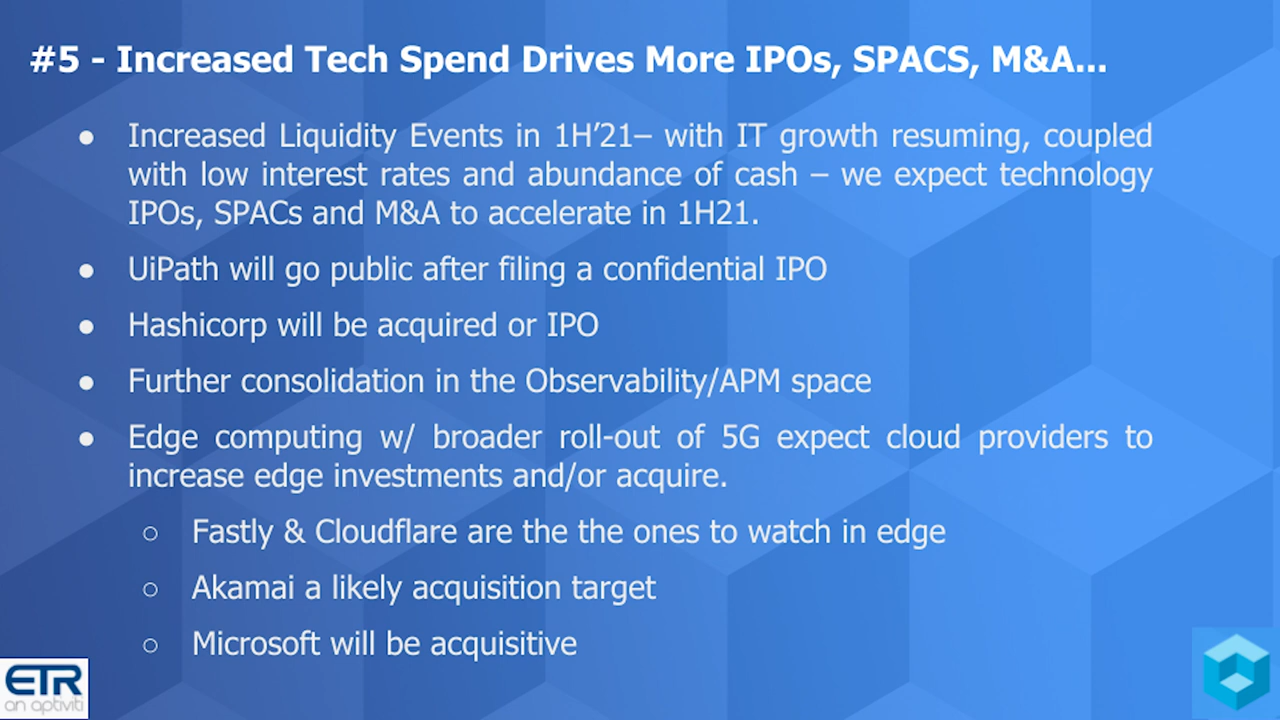 #5 - Increased Tech Spend Drives More IPOs, SPACS, M&A...
● Increased Liquidity Events in 1H’21– with IT growth resuming, coupled
with low interest rates and abundance of cash – we expect technology
IPOs, SPACs and M&A to accelerate in 1H21.
● UiPath will go public after filing a confidential IPO
● Hashicorp will be acquired or IPO
● Further consolidation in the Observability/APM space
● Edge computing w/ broader roll-out of 5G expect cloud providers to
increase edge investments and/or acquire.
○ Fastly & Cloudflare are the the ones to watch in edge
○ Akamai a likely acquisition target
○ Microsoft will be acquisitive
ETR
an aptiviti